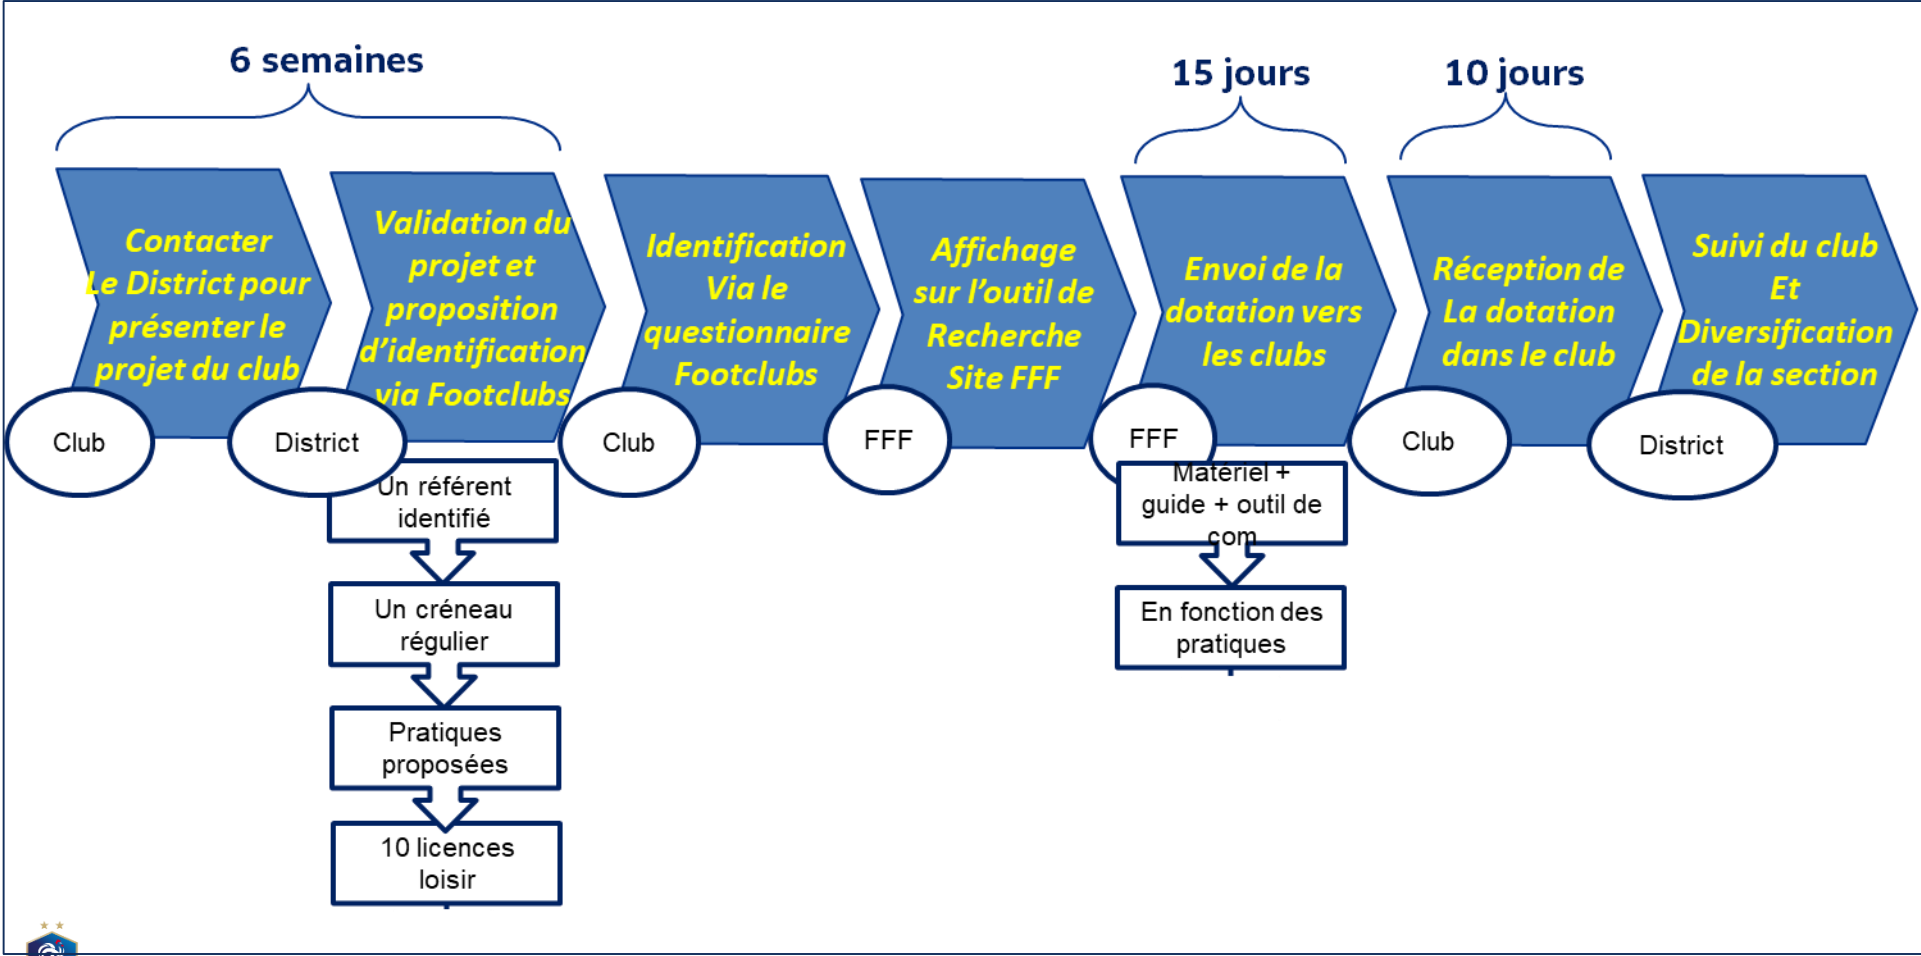 6 semaines
15 jours
10 jours
Contacter
Le District pour
présenter le
projet du club
Validation du
projet et
proposition
d’identification
via Footclubs
Identification
Via le
questionnaire
Footclubs
Affichage
sur l’outil de
Recherche
Site FFF
Envoi de la
dotation vers
les clubs
Réception de
La dotation
dans le club
Suivi du club
Et
Diversification
de la section
Club
District
Club
FFF
FFF
Club
District
Un référent
identifié
Un créneau
régulier
Pratiques
proposées
10 licences
loisir
Matériel +
guide + outil de
com
En fonction des
pratiques